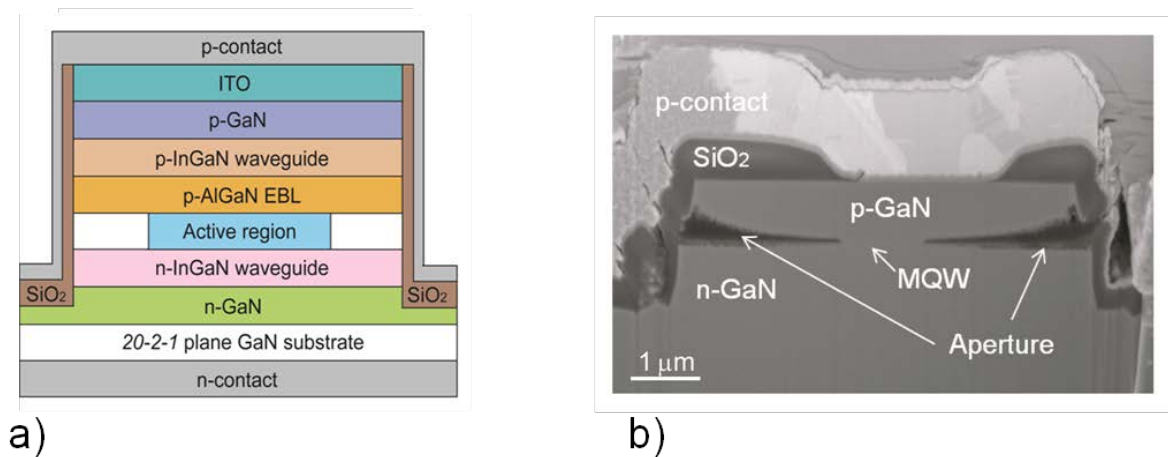 p-contact
ITO
p-GaN
p-InGaN waveguide
p-AlGaN EBL
Active region
n-InGaN waveguide
SiO₂ SiO₂
n-GaN
20-2-1 plane GaN substrate
n-contact
a)
p-contact
SiO₂
p-GaN
MQW
n-GaN
Aperture
1 μm
b)